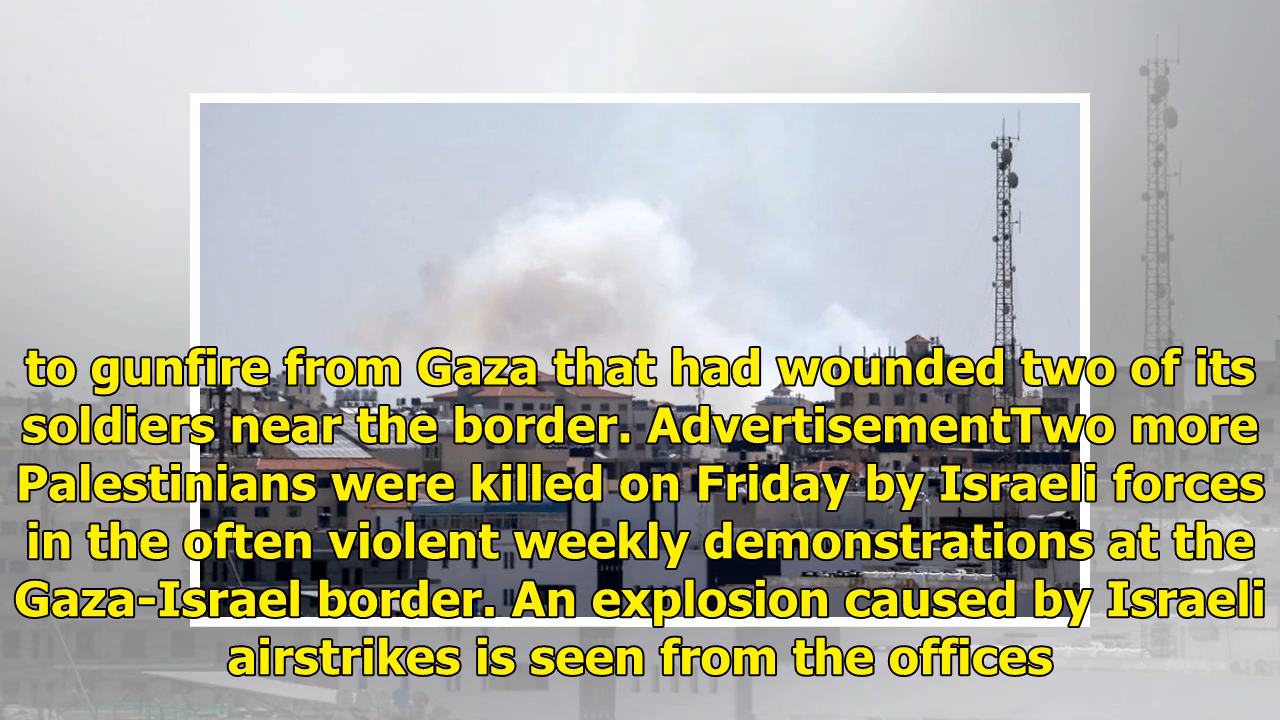 to gunfire from Gaza that had wounded two of its
soldiers near the border. AdvertisementTwo more
Palestinians were killed on Friday by Israeli forces
in the often violent weekly demonstrations at the
Gaza-Israel border. An explosion caused by Israeli
airstrikes is seen from the offices